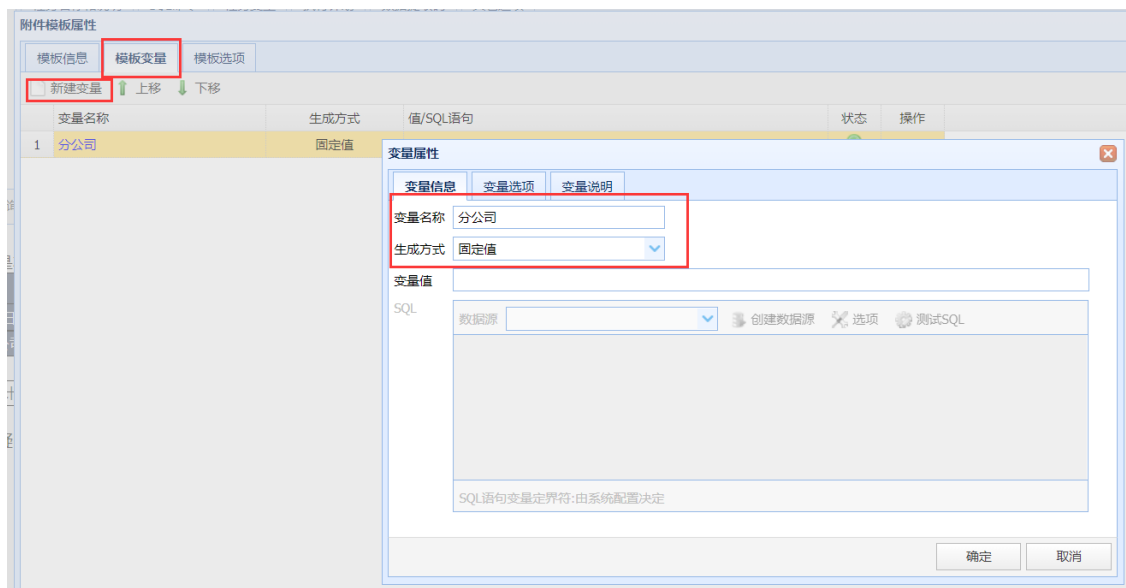 附件模板属性
模板信息 模板变量 模板选项
新建变量 上移 下移
变量名称 生成方式 值/SQL语句 状态 操作
1 分公司 固定值
变量属性
变量信息 变量选项 变量说明
变量名称 分公司
生成方式 固定值
变量值
SQL
数据源 创建数据源 选项 测试SQL
SQL语句变量定界符:由系统配置决定
确定 取消